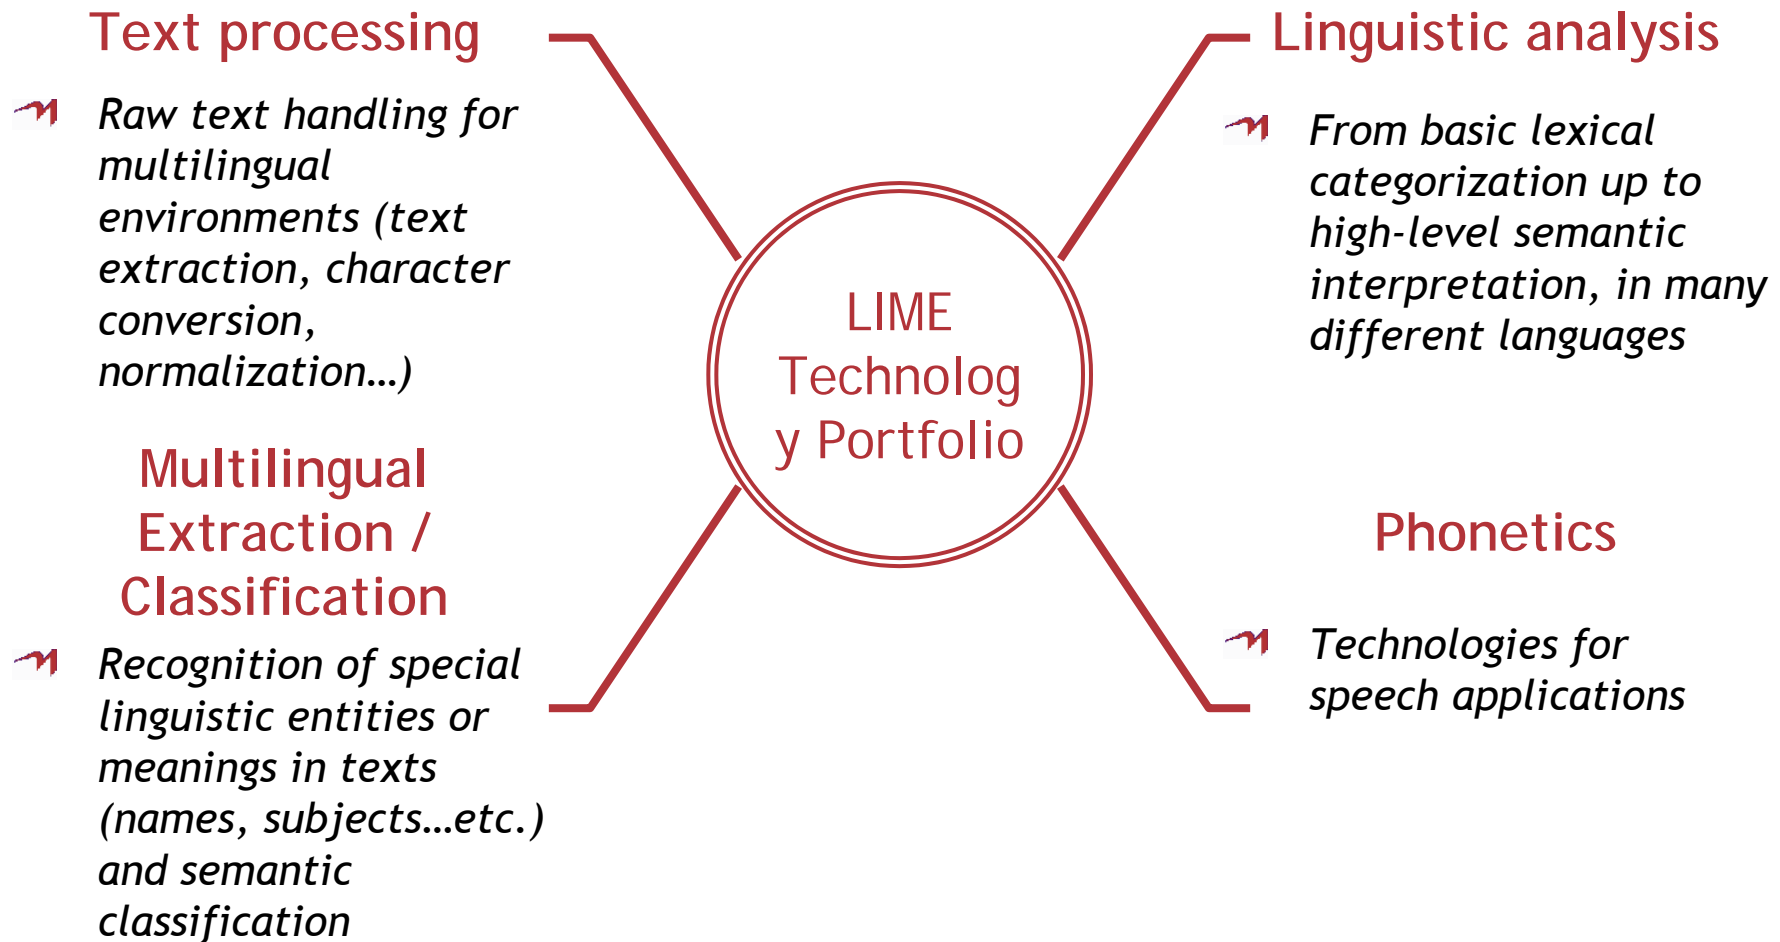 Text processing
Raw text handling for
multilingual
environments (text
extraction, character
conversion,
normalization…)
Multilingual
Extraction /
Classification
Recognition of special
linguistic entities or
meanings in texts
(names, subjects…etc.)
and semantic
classification
LIME
Technolog
y Portfolio
Linguistic analysis
From basic lexical
categorization up to
high-level semantic
interpretation, in many
different languages
Phonetics
Technologies for
speech applications